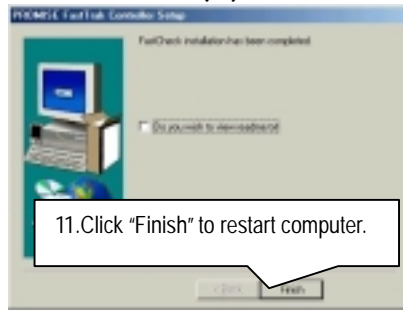 PROMISE FastTrak Controller Setup
FastCheck installation has been completed.
Do you wish to view readme.txt
11.Click “Finish” to restart computer.
< Back
Finish